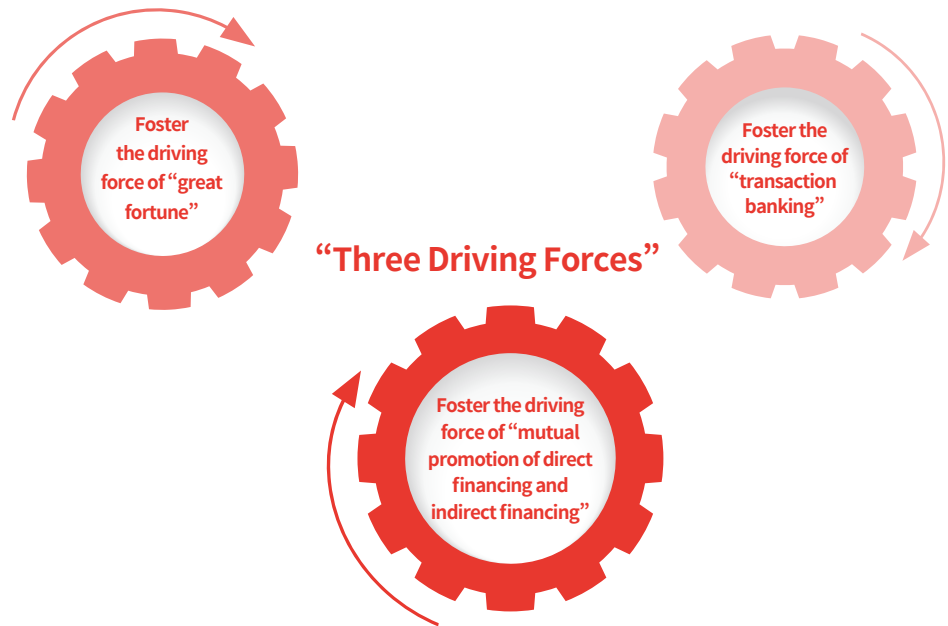 Foster
the driving
force of “great
fortune”
Foster the
driving force of
“transaction
banking”
“Three Driving Forces”
Foster the driving
force of “mutual
promotion of direct
financing and
indirect financing”